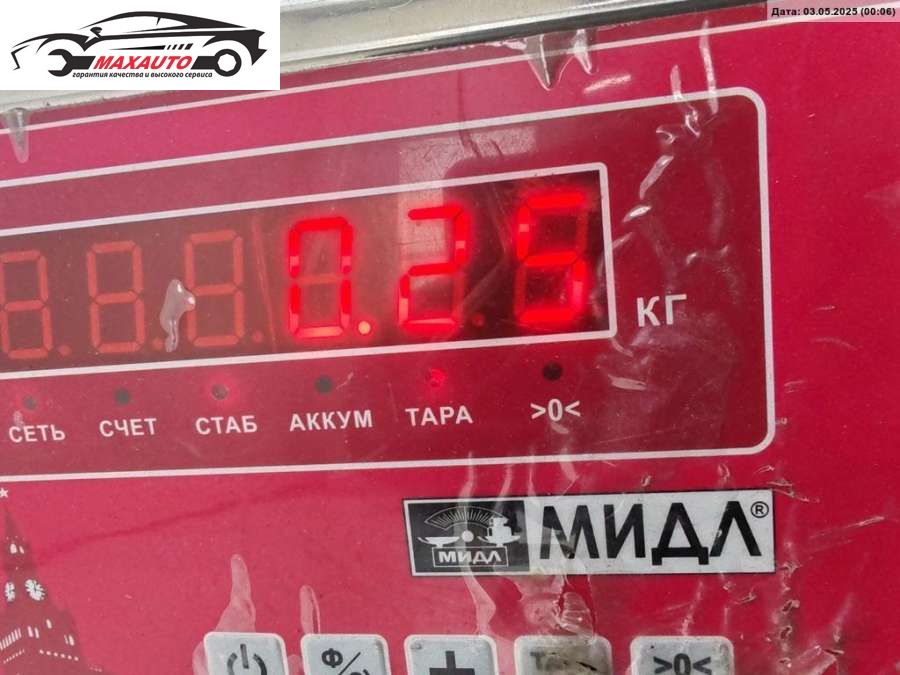 Дата: 03.05.2025 (00:06)
MAXAUTO
гарантия качества и высокого сервиса
0.26
КГ
СЕТЬ СЧЕТ СТАБ АККУМ ТАРА >0<
МИДЛ МИДЛ®
>0<